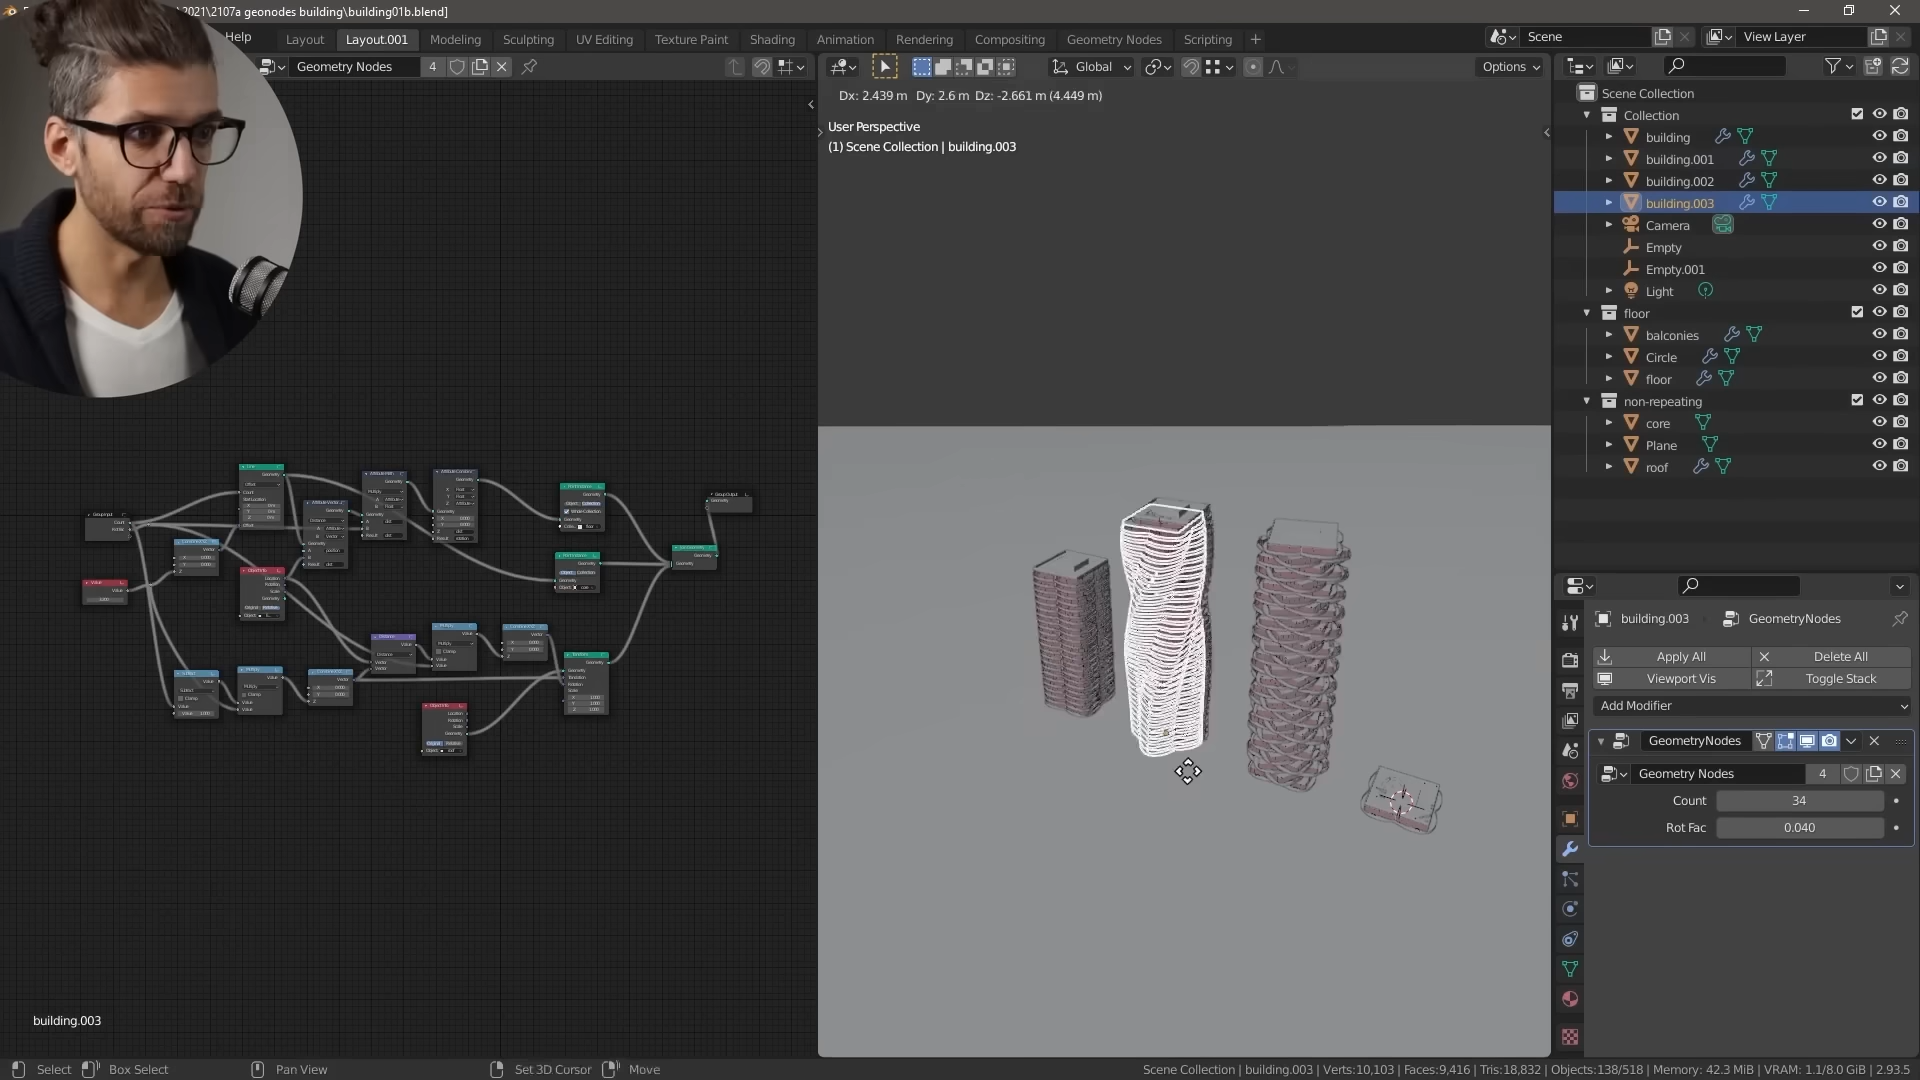 2021\2107a geonodes building\building01b.blend]
Help
Layout
Layout.001
Modeling
Sculpting
UV Editing
Texture Paint
Shading
Animation
Rendering
Compositing
Geometry Nodes
Scripting
+
Scene
View Layer
Geometry Nodes
4
Global
Options
Dx: 2.439 m Dy: 2.6 m Dz: -2.661 m (4.449 m)
User Perspective
(1) Scene Collection | building.003
Scene Collection
Collection
building
building.001
building.002
building.003
Camera
Empty
Empty.001
Light
floor
balconies
Circle
floor
non-repeating
core
Plane
roof
building.003
GeometryNodes
Apply All
Delete All
Viewport Vis
Toggle Stack
Add Modifier
GeometryNodes
Geometry Nodes
4
Count
34
Rot Fac
0.040
building.003
Select
Box Select
Pan View
Set 3D Cursor
Move
Scene Collection | building.003 | Verts:10,103 | Faces:9,416 | Tris:18,832 | Objects:138/518 | Memory: 42.3 MiB | VRAM: 1.1/8.0 GiB | 2.93.5